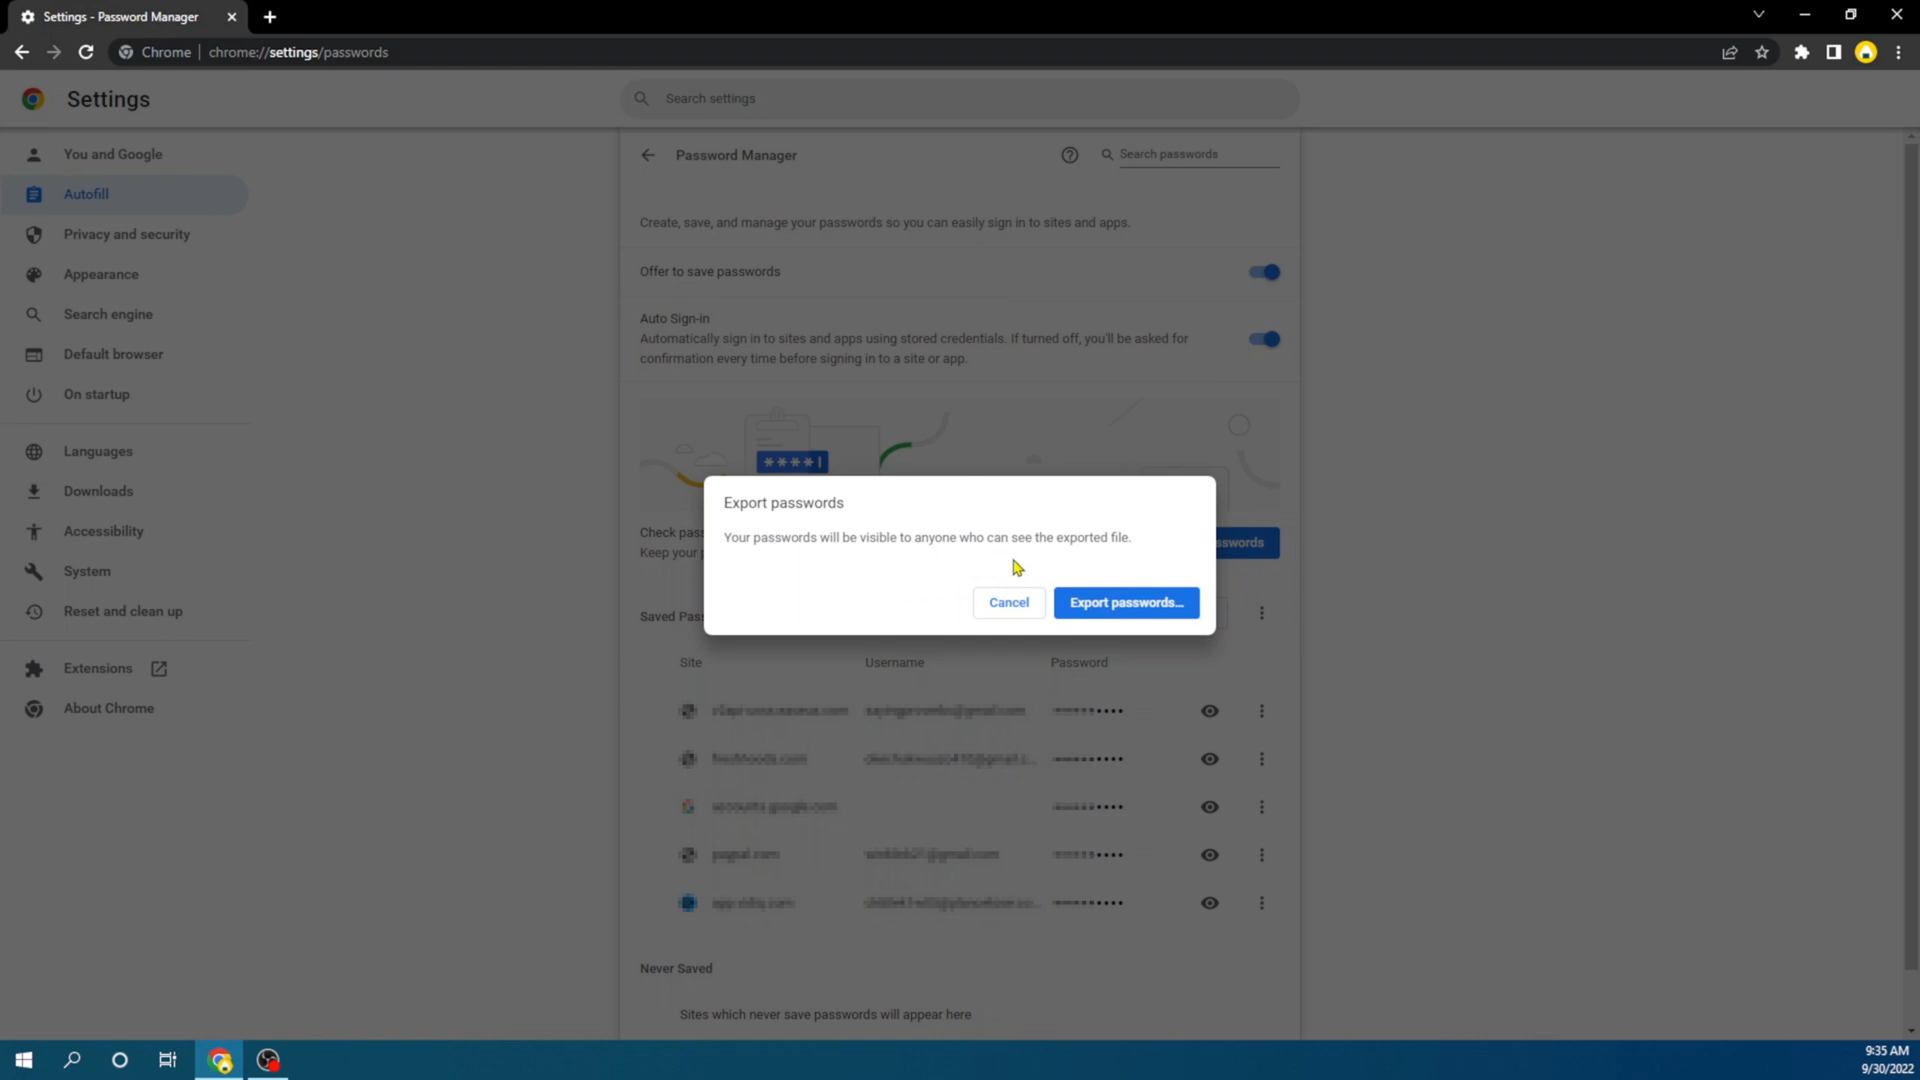 Settings - Password Manager
Chrome | chrome://settings/passwords
Settings
Search settings
You and Google
Autofill
Privacy and security
Appearance
Search engine
Default browser
On startup
Languages
Downloads
Accessibility
System
Reset and clean up
Extensions
About Chrome
Password Manager
Search passwords
Create, save, and manage your passwords so you can easily sign in to sites and apps.
Offer to save passwords
Auto Sign-in
Automatically sign in to sites and apps using stored credentials. If turned off, you'll be asked for
confirmation every time before signing in to a site or app.
****|
Check
Keep your
Export passwords
Your passwords will be visible to anyone who can see the exported file.
Cancel
Export passwords...
Saved
Site
Username
Password
Never Saved
Sites which never save passwords will appear here
9:35 AM
9/30/2022